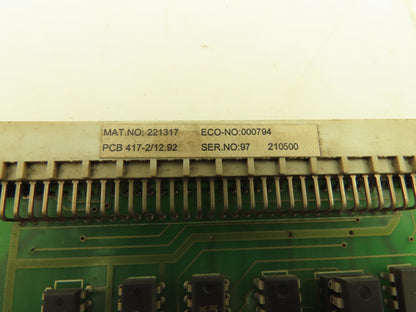 MAT.NO: 221317 ECO-NO:000794
PCB 417-2/12.92 SER.NO:97 210500